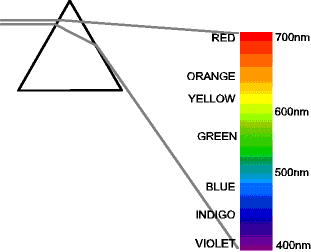 RED 700nm
ORANGE
YELLOW
600nm
GREEN
500nm
BLUE
INDIGO
VIOLET 400nm